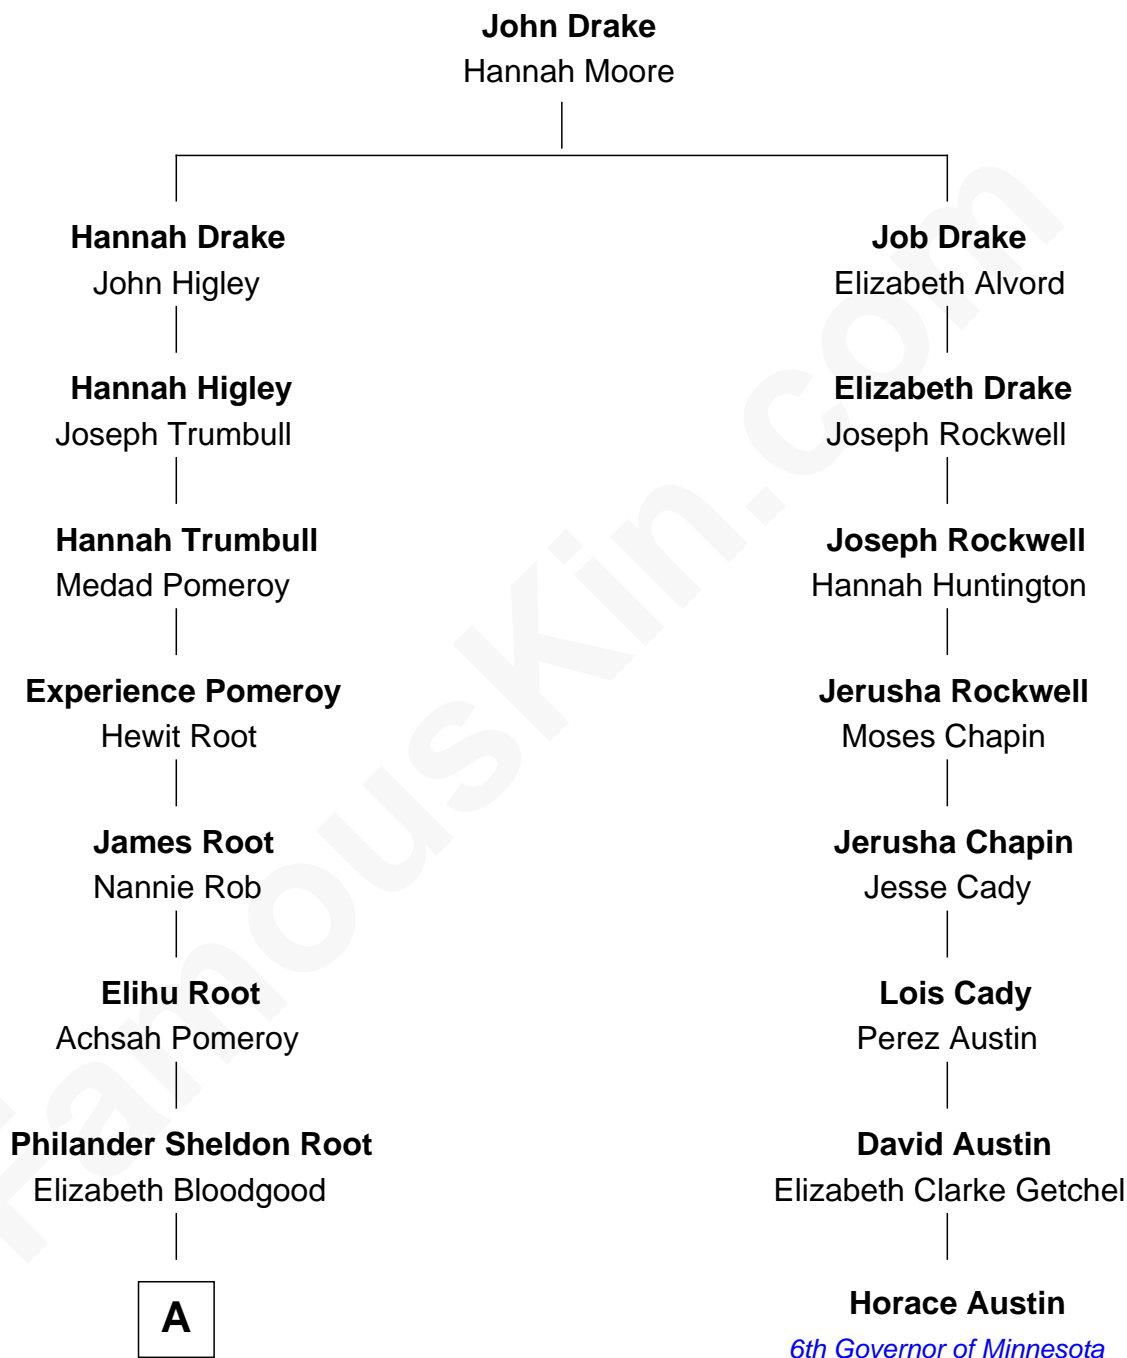 John Drake
Hannah Moore
Hannah Drake
John Higley
Job Drake
Elizabeth Alvord
Hannah Higley
Joseph Trumbull
Elizabeth Drake
Joseph Rockwell
Hannah Trumbull
Medad Pomeroy
Joseph Rockwell
Hannah Huntington
Experience Pomeroy
Hewit Root
Jerusha Rockwell
Moses Chapin
James Root
Nannie Rob
Jerusha Chapin
Jesse Cady
Elihu Root
Achsah Pomeroy
Lois Cady
Perez Austin
Philander Sheldon Root
Elizabeth Bloodgood
David Austin
Elizabeth Clarke Getchel
A
Horace Austin
6th Governor of Minnesota
FamousKin.com